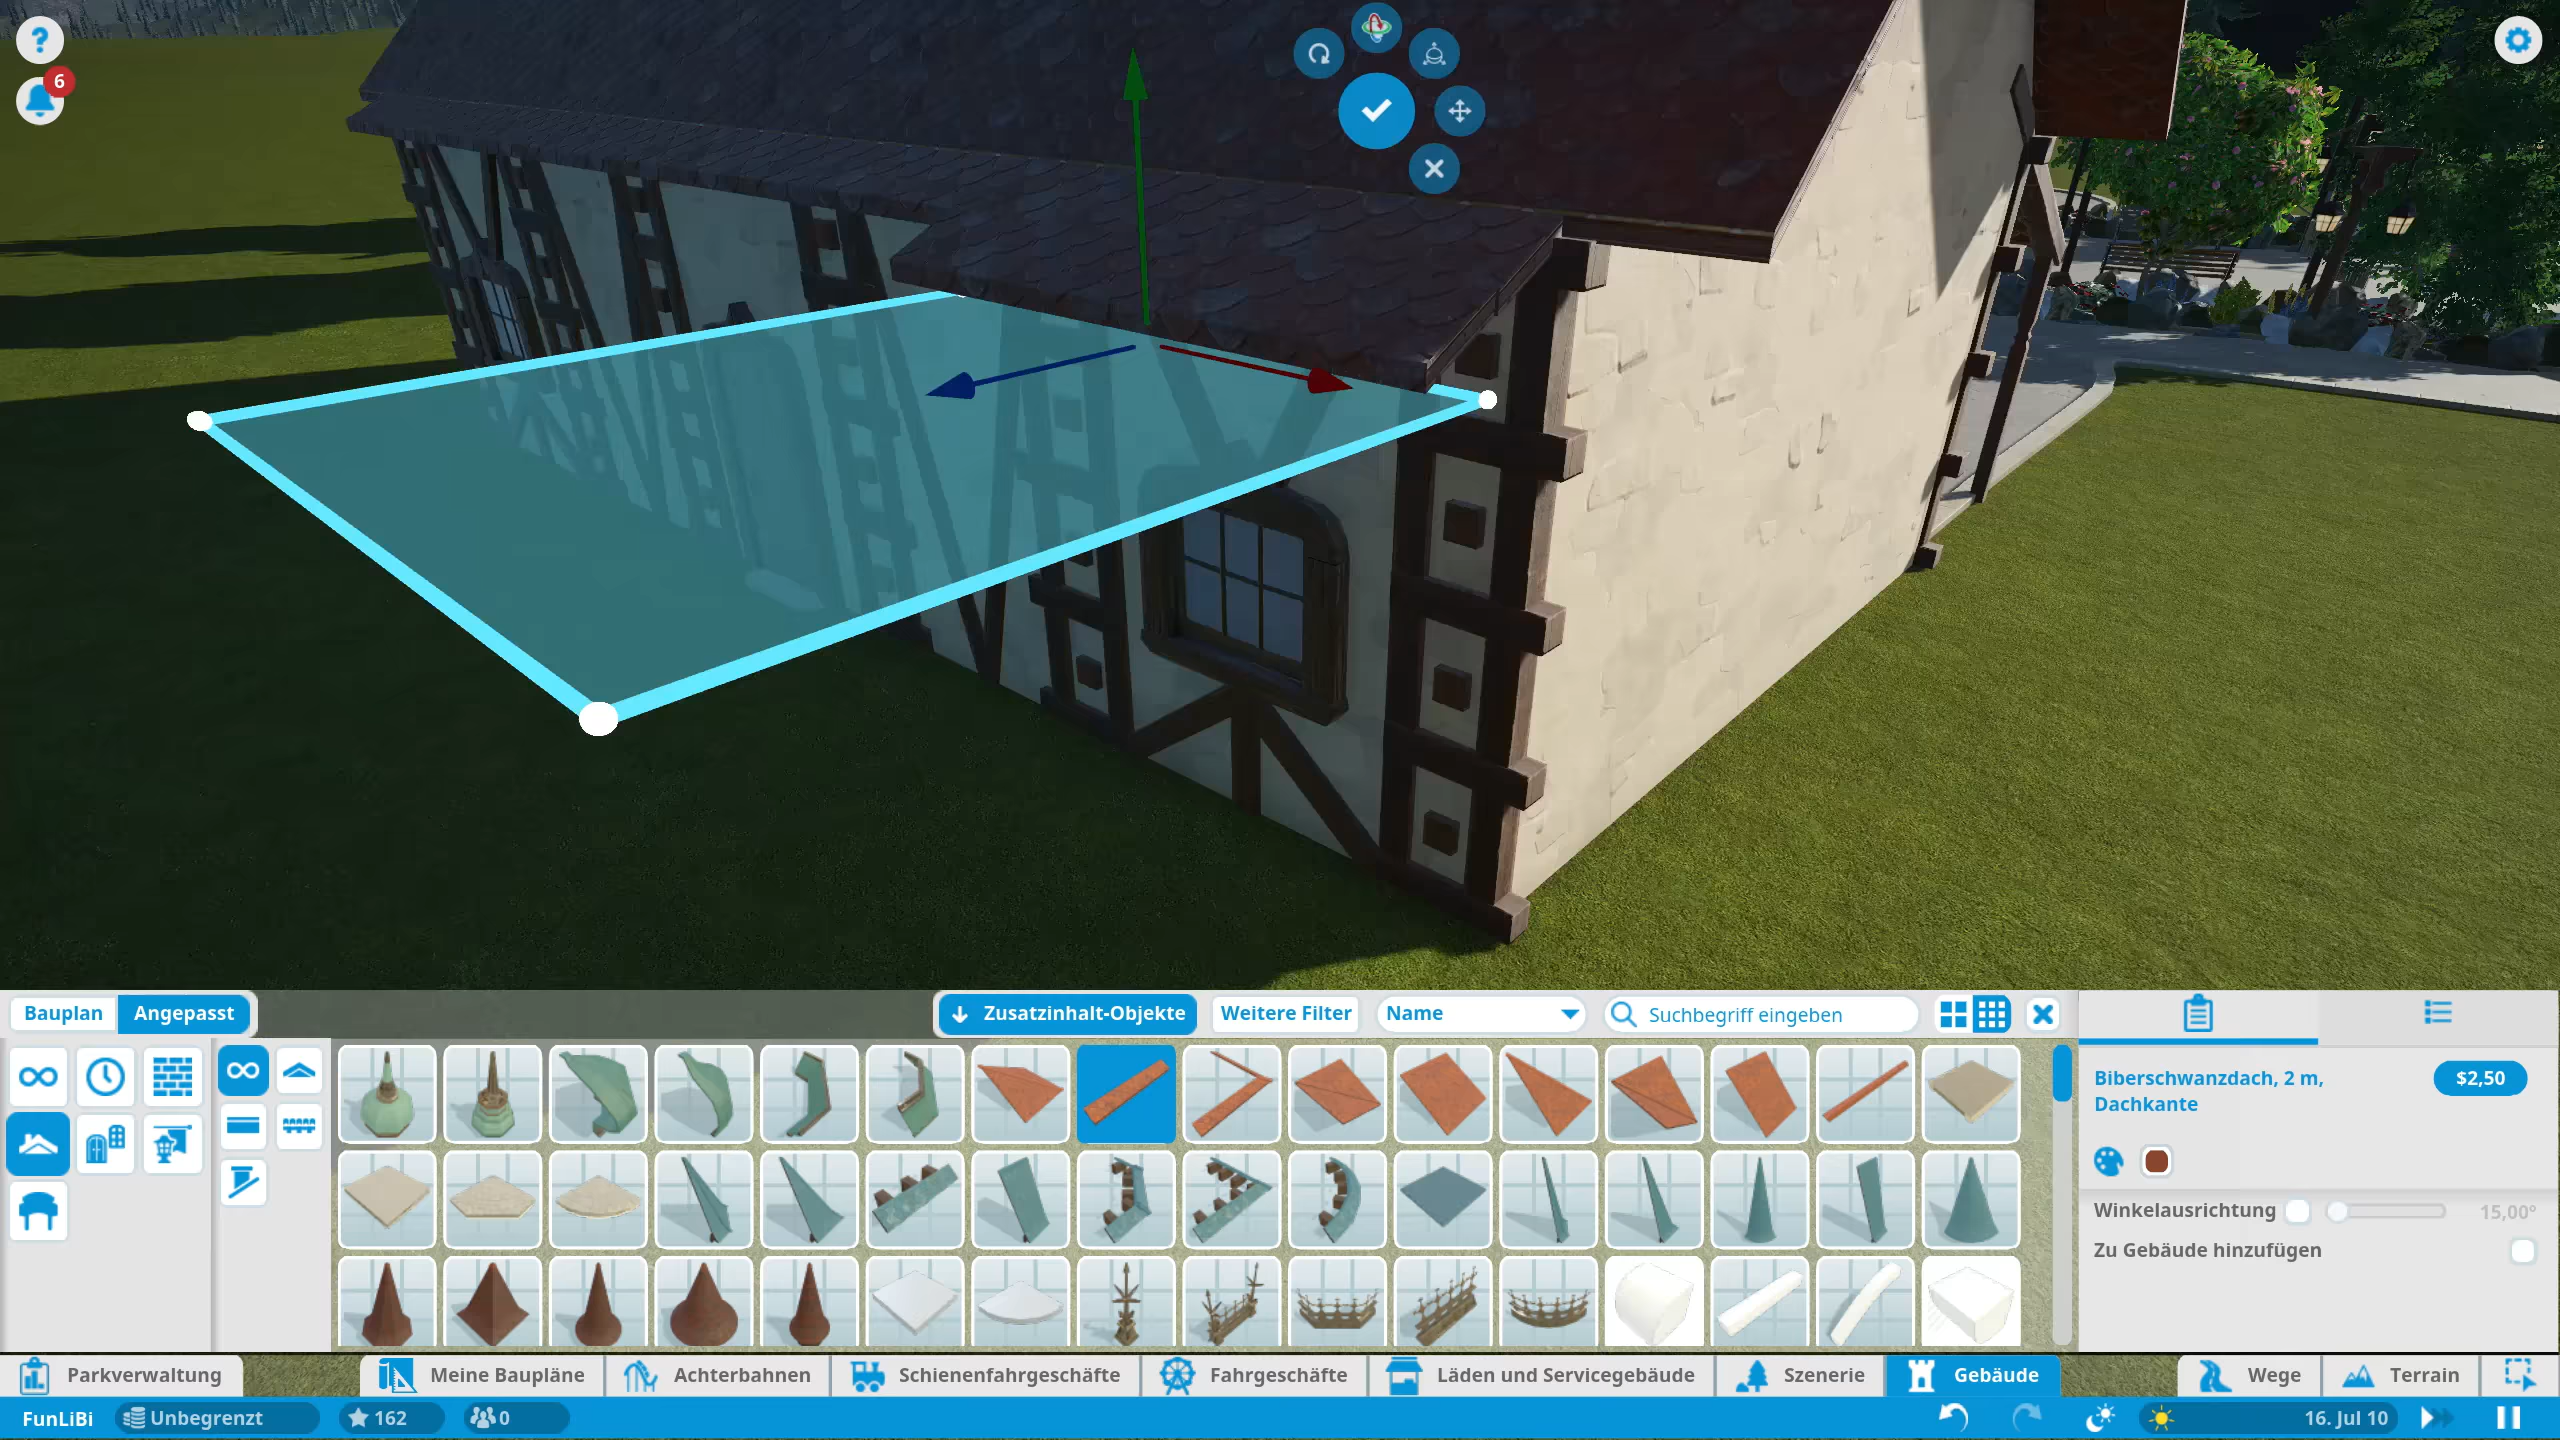 ?
6
Bauplan
Angepasst
Zusatzinhalt-Objekte
Weitere Filter
Name
Suchbegriff eingeben
Biberschwanzdach, 2 m,
Dachkante
$2,50
Winkelausrichtung
15,00°
Zu Gebäude hinzufügen
Parkverwaltung
Meine Baupläne
Achterbahnen
Schienenfahrgeschäfte
Fahrgeschäfte
Läden und Servicegebäude
Szenerie
Gebäude
Wege
Terrain
FunLiBi
Unbegrenzt
162
0
16. Jul 10